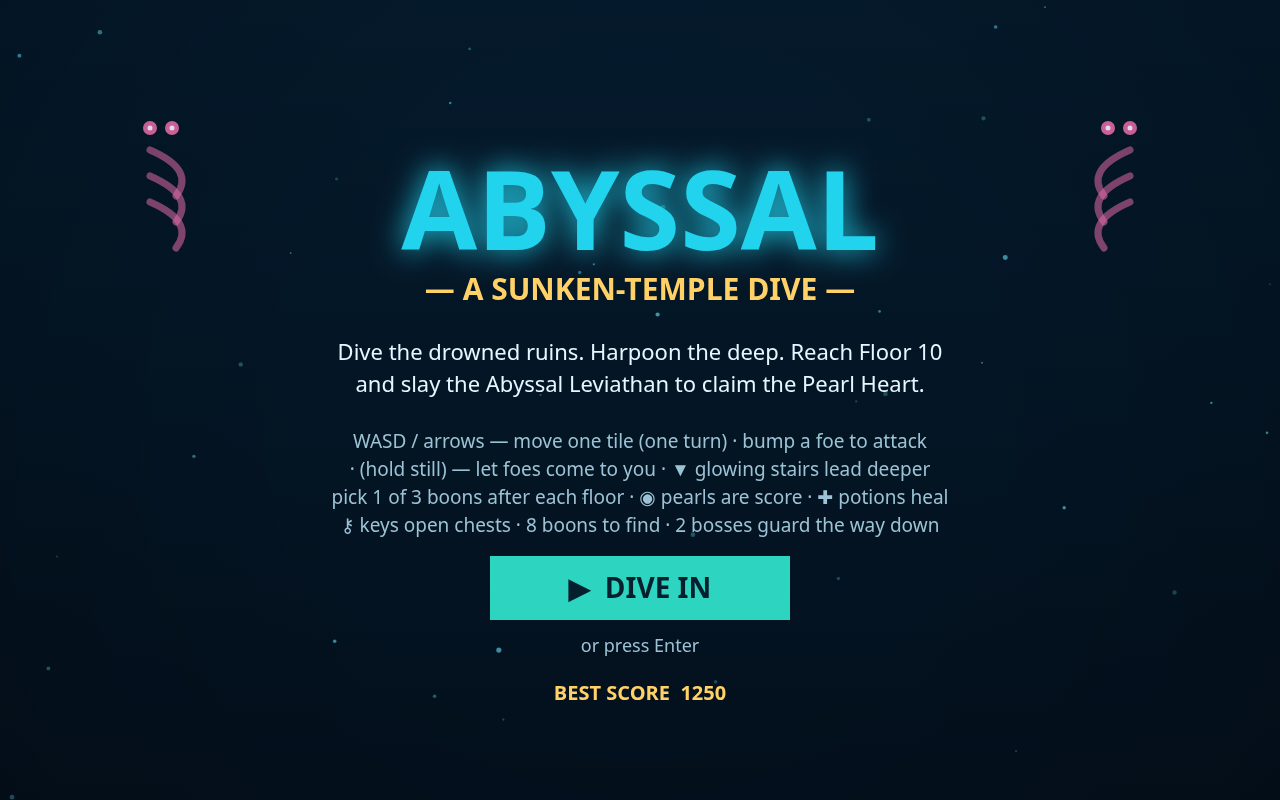 ABYSSAL
— A SUNKEN-TEMPLE DIVE —
Dive the drowned ruins. Harpoon the deep. Reach Floor 10
and slay the Abyssal Leviathan to claim the Pearl Heart.
WASD / arrows — move one tile (one turn) · bump a foe to attack
· (hold still) — let foes come to you · ▼ glowing stairs lead deeper
pick 1 of 3 boons after each floor · ◉ pearls are score · ✚ potions heal
⚷ keys open chests · 8 boons to find · 2 bosses guard the way down
▶ DIVE IN
or press Enter
BEST SCORE 1250